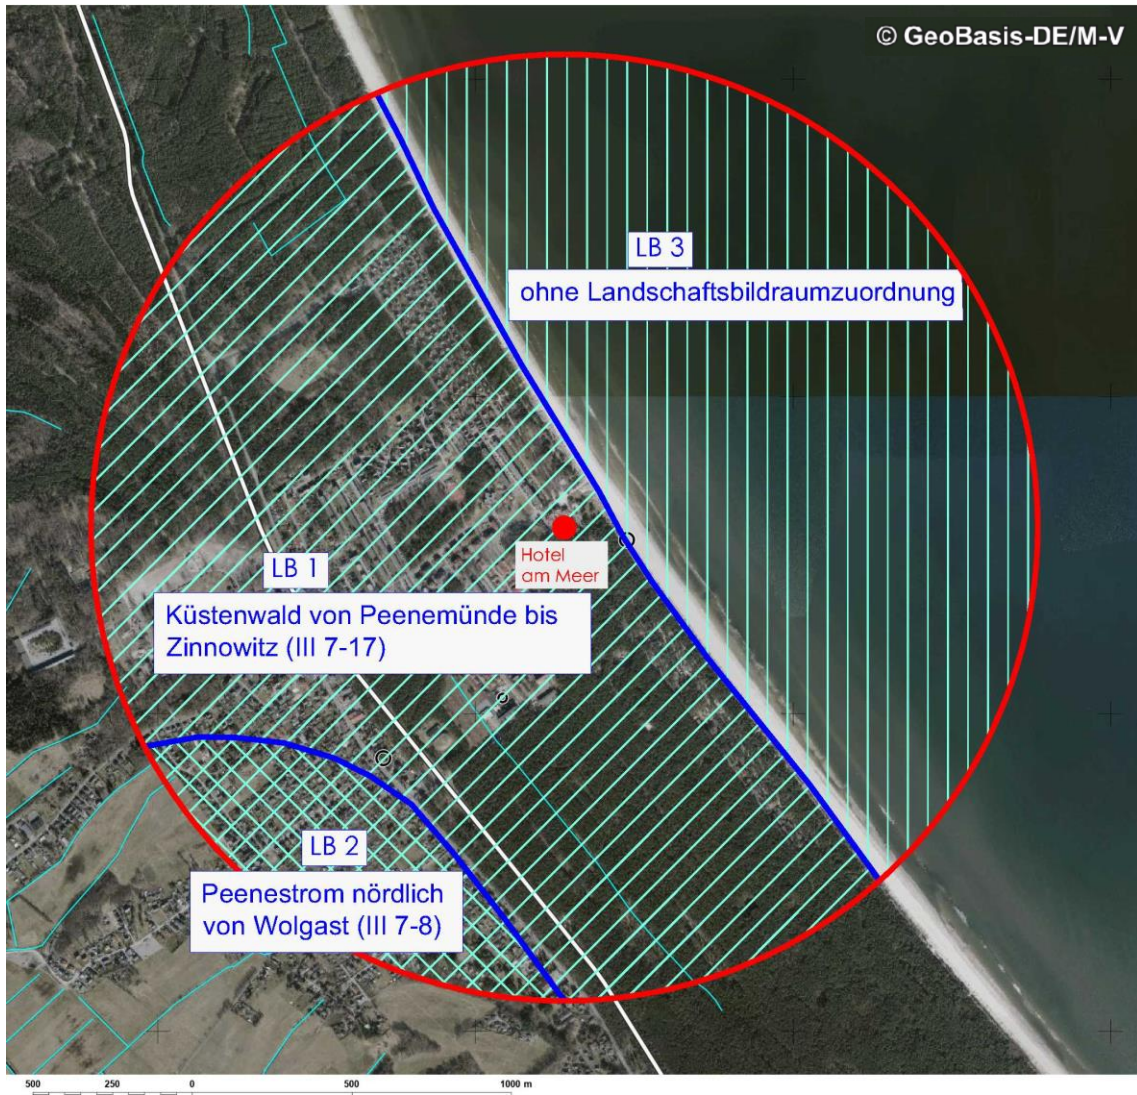 © GeoBasis-DE/M-V
LB 3
ohne Landschaftsbildraumzuordnung
Hotel
am Meer
LB 1
Küstenwald von Peenemünde bis
Zinnowitz (III 7-17)
LB 2
Peenestrom nördlich
von Wolgast (III 7-8)
500 250 0 500 1000 m